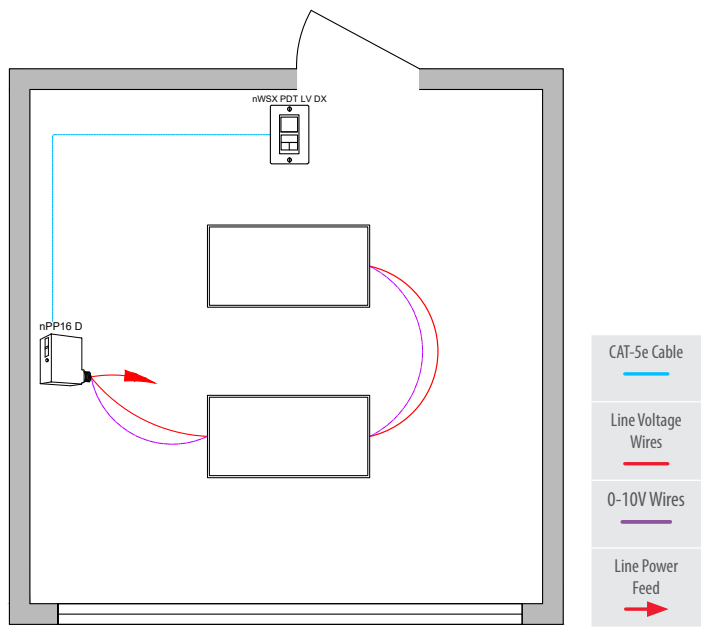 nWSX PDT LV DX
nPP16 D
CAT-5e Cable
Line Voltage
Wires
0-10V Wires
Line Power
Feed